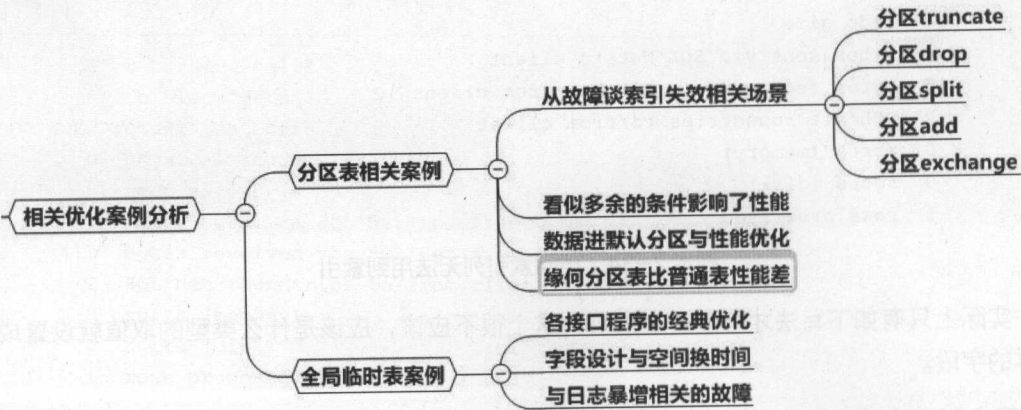 分区truncate
分区drop
从故障谈索引失效相关场景
分区split
分区add
分区exchange
分区表相关案例
看似多余的条件影响了性能
相关优化案例分析
数据进默认分区与性能优化
缘何分区表比普通表性能差
各接口程序的经典优化
全局临时表案例
字段设计与空间换时间
与日志暴增相关的故障